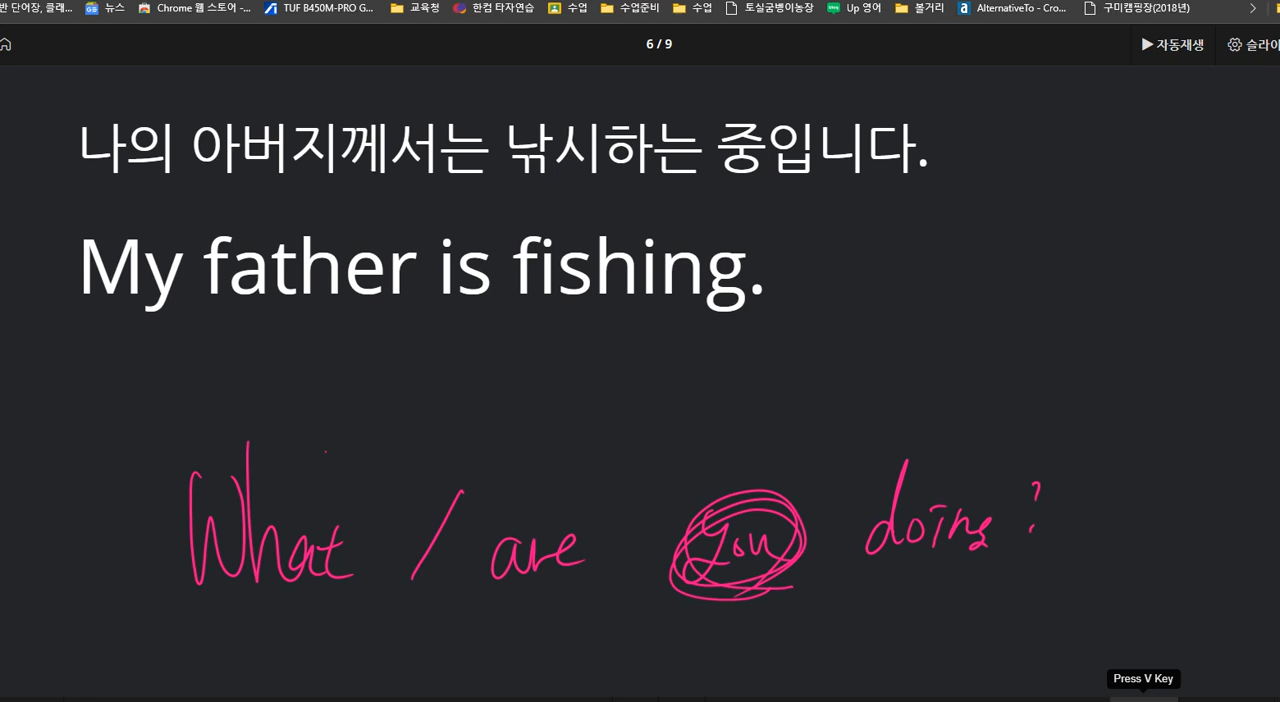 반 단어장, 클래... 뉴스 Chrome 웹 스토어 -... TUF B450M-PRO G... 교육청 한컴 타자연습 수업 수업준비 수업 토실굼벵이농장 Up 영어 볼거리 AlternativeTo - Cro... 구미캠핑장(2018년)
6 / 9 자동재생 슬라이
나의 아버지께서는 낚시하는 중입니다.
My father is fishing.
What / are you doing?
Press V Key